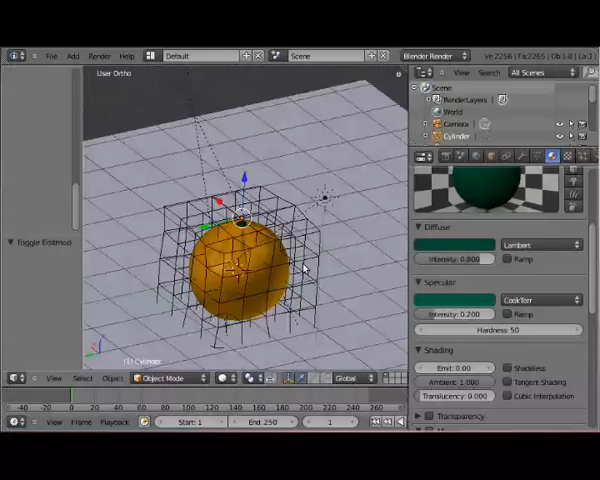 File Add Render Help Default Scene Blender Render Ve:2256 | Fa:2265 | Ob:1-8 | La:3
User Ortho
View Search All Scenes
Scene
RenderLayers
World
Camera
Cylinder
Toggle Editmod
Diffuse
Lambert
Intensity: 0.800 Ramp
Specular
CookTorr
Intensity: 0.200 Ramp
Hardness: 50
Shading
Emit: 0.00 Shadeless
Ambient: 1.000 Tangent Shading
Translucency: 0.000 Cubic Interpolation
Transparency
(1) Cylinder
View Select Object Object Mode Global
-40 -20 0 20 40 60 80 100 120 140 160 180 200 220 240 260
View Frame Playback Start: 1 End: 250 1